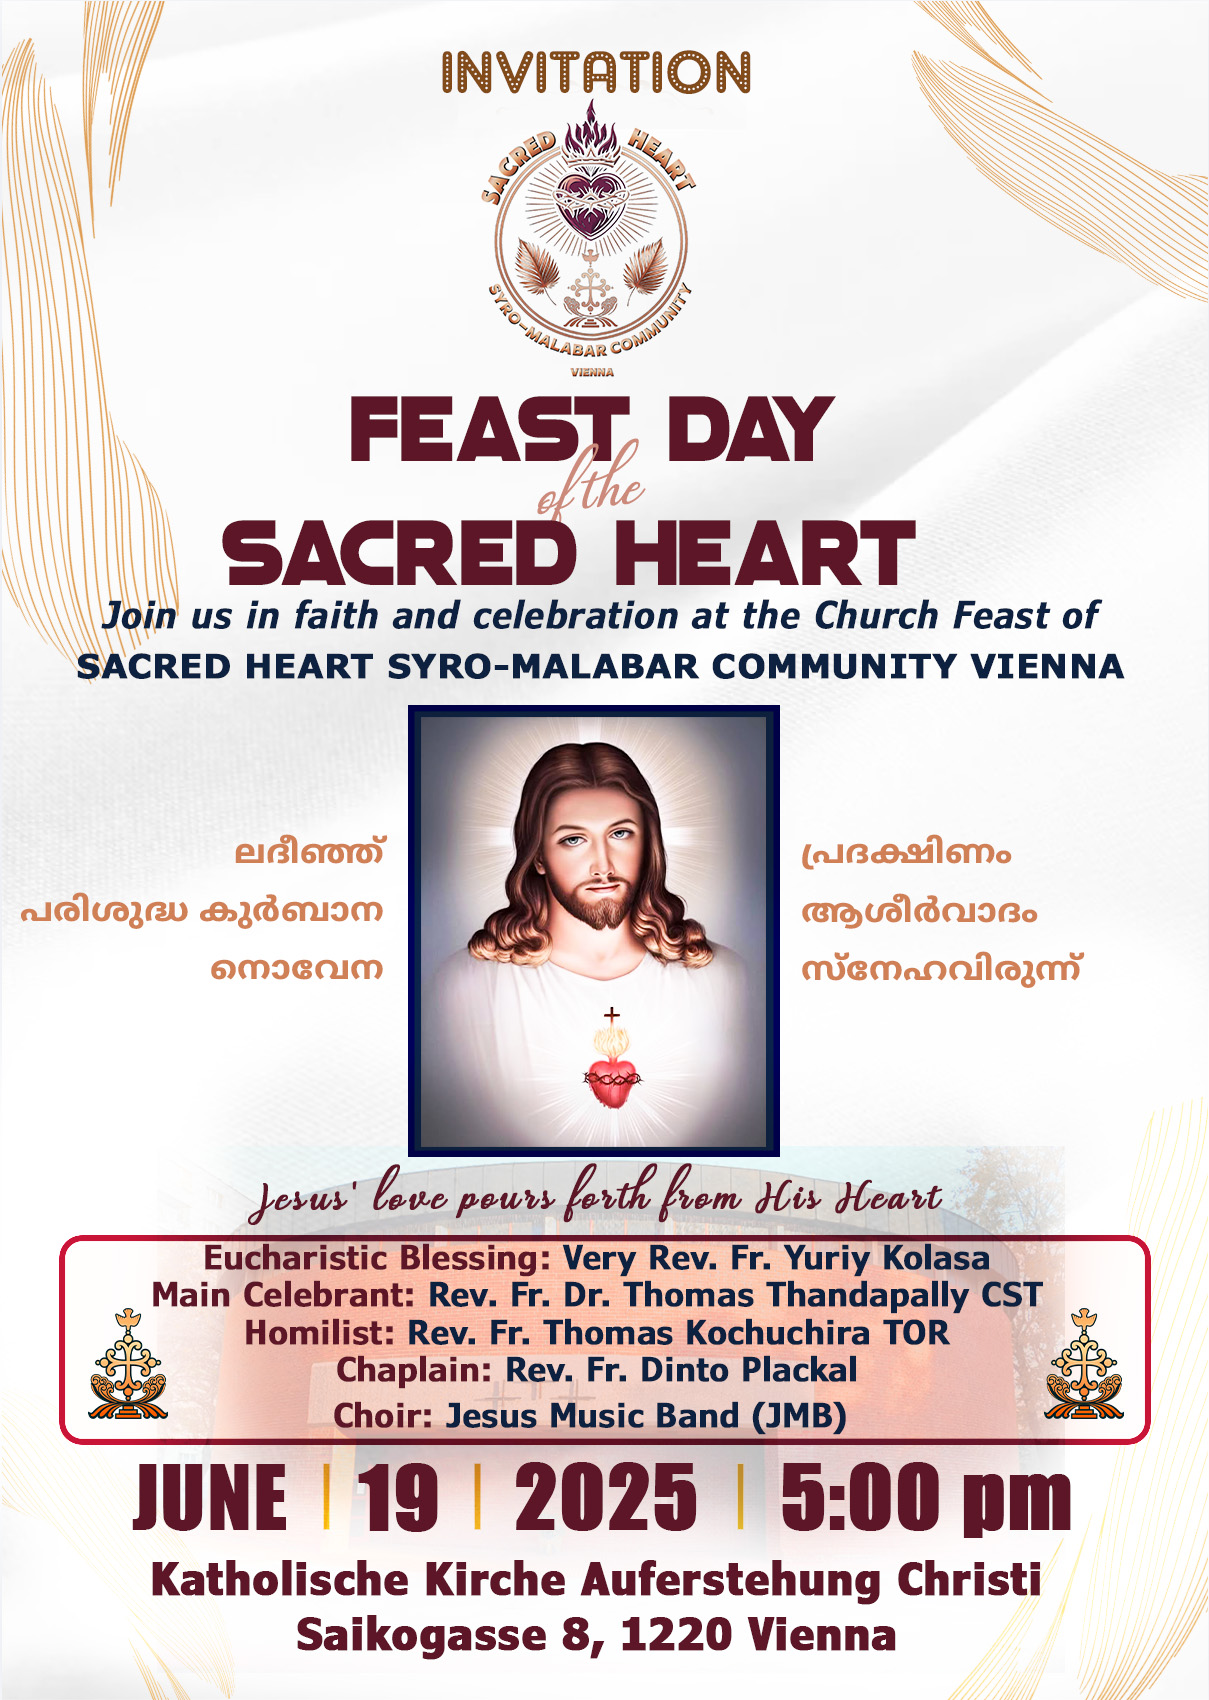 INVITATION
SACRED HEART
SYRO-MALABAR COMMUNITY
VIENNA
FEAST DAY
of the
SACRED HEART
Join us in faith and celebration at the Church Feast of
SACRED HEART SYRO-MALABAR COMMUNITY VIENNA
ലദീഞ്ഞ്
പരിശുദ്ധ കുർബാന
നൊവേന
പ്രദക്ഷിണം
ആശീർവാദം
സ്നേഹവിരുന്ന്
Jesus' love pours forth from His Heart
Eucharistic Blessing: Very Rev. Fr. Yuriy Kolasa
Main Celebrant: Rev. Fr. Dr. Thomas Thandapally CST
Homilist: Rev. Fr. Thomas Kochuchira TOR
Chaplain: Rev. Fr. Dinto Plackal
Choir: Jesus Music Band (JMB)
JUNE | 19 | 2025 | 5:00 pm
Katholische Kirche Auferstehung Christi
Saikogasse 8, 1220 Vienna